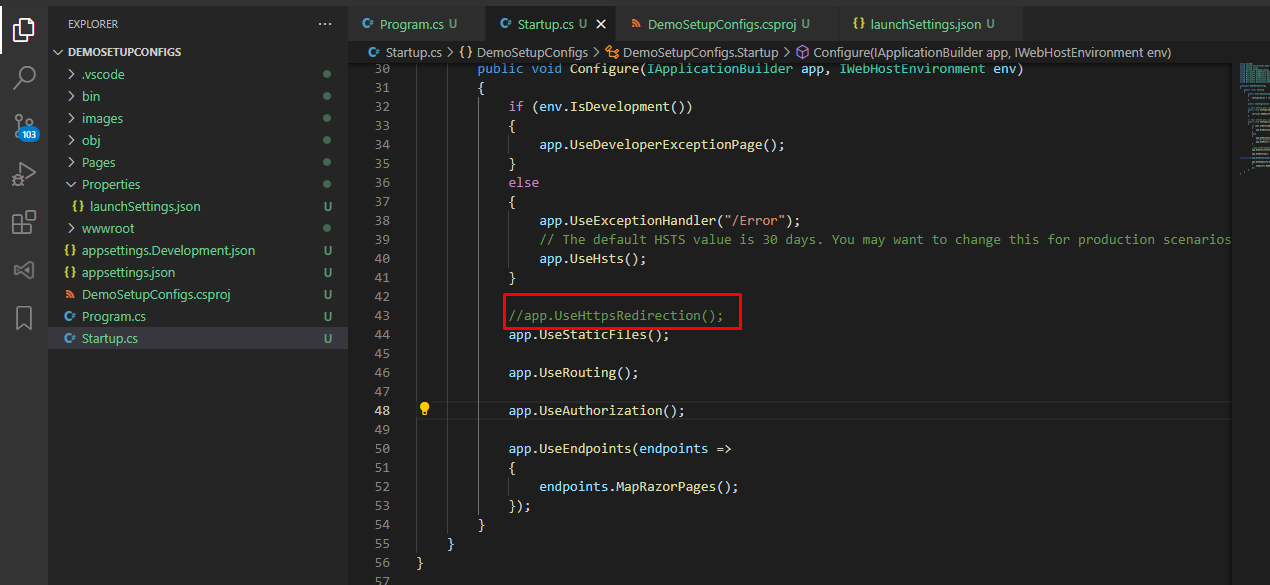 EXPLORER ···
DEMOSETUPCONFIGS
.vscode
bin
images
obj
Pages
Properties
{} launchSettings.json U
wwwroot
{} appsettings.Development.json U
{} appsettings.json U
DemoSetupConfigs.csproj U
C# Program.cs U
C# Startup.cs U
103
C# Program.cs U
C# Startup.cs U
DemoSetupConfigs.csproj U
{} launchSettings.json U
C# Startup.cs > {} DemoSetupConfigs > DemoSetupConfigs.Startup > Configure(IApplicationBuilder app, IWebHostEnvironment env)
30 public void Configure(IApplicationBuilder app, IWebHostEnvironment env)
31 {
32 if (env.IsDevelopment())
33 {
34 app.UseDeveloperExceptionPage();
35 }
36 else
37 {
38 app.UseExceptionHandler("/Error");
39 // The default HSTS value is 30 days. You may want to change this for production scenarios
40 app.UseHsts();
41 }
42
43 //app.UseHttpsRedirection();
44 app.UseStaticFiles();
45
46 app.UseRouting();
47
48 app.UseAuthorization();
49
50 app.UseEndpoints(endpoints =>
51 {
52 endpoints.MapRazorPages();
53 });
54 }
55 }
56 }
57